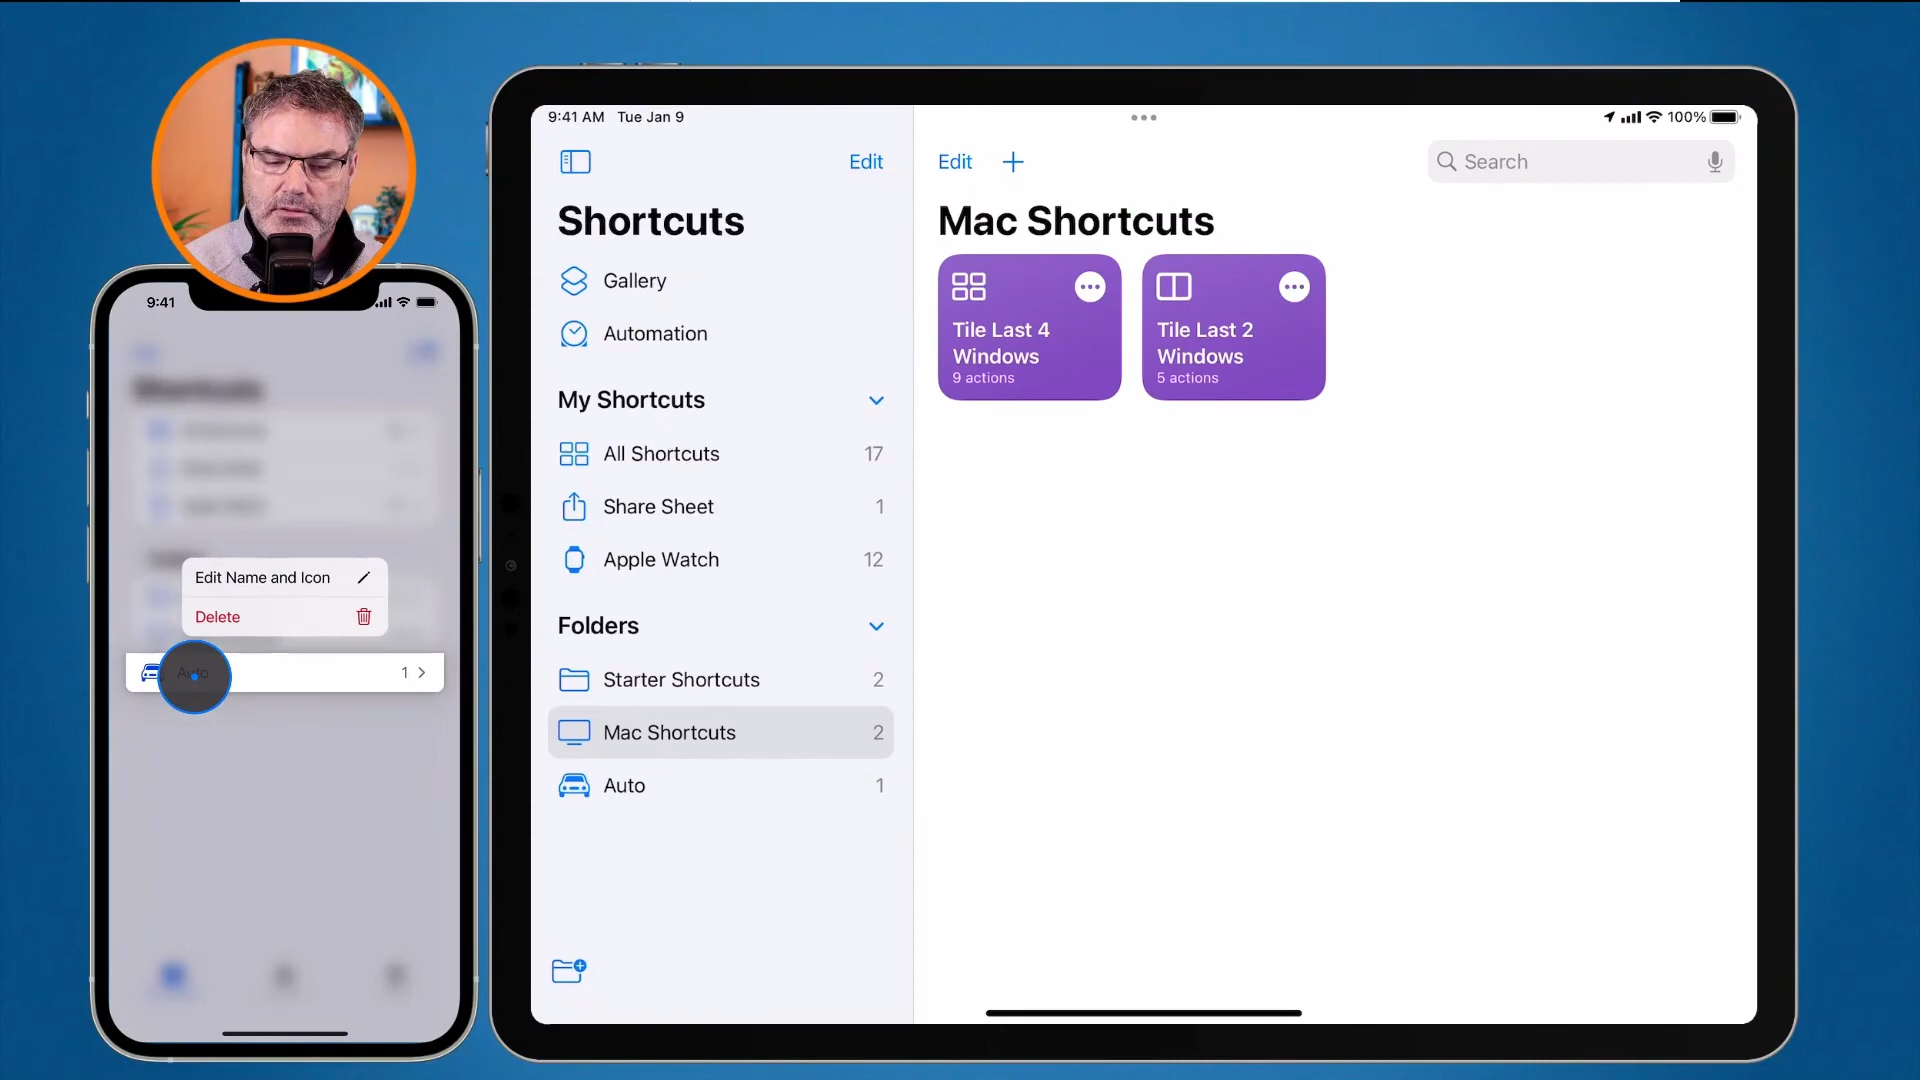 9:41
Edit Name and Icon
Delete
Auto
1
9:41 AM Tue Jan 9
100%
Edit
Shortcuts
Gallery
Automation
My Shortcuts
All Shortcuts 17
Share Sheet 1
Apple Watch 12
Folders
Starter Shortcuts 2
Mac Shortcuts 2
Auto 1
Edit
Search
Mac Shortcuts
Tile Last 4
Windows
9 actions
Tile Last 2
Windows
5 actions